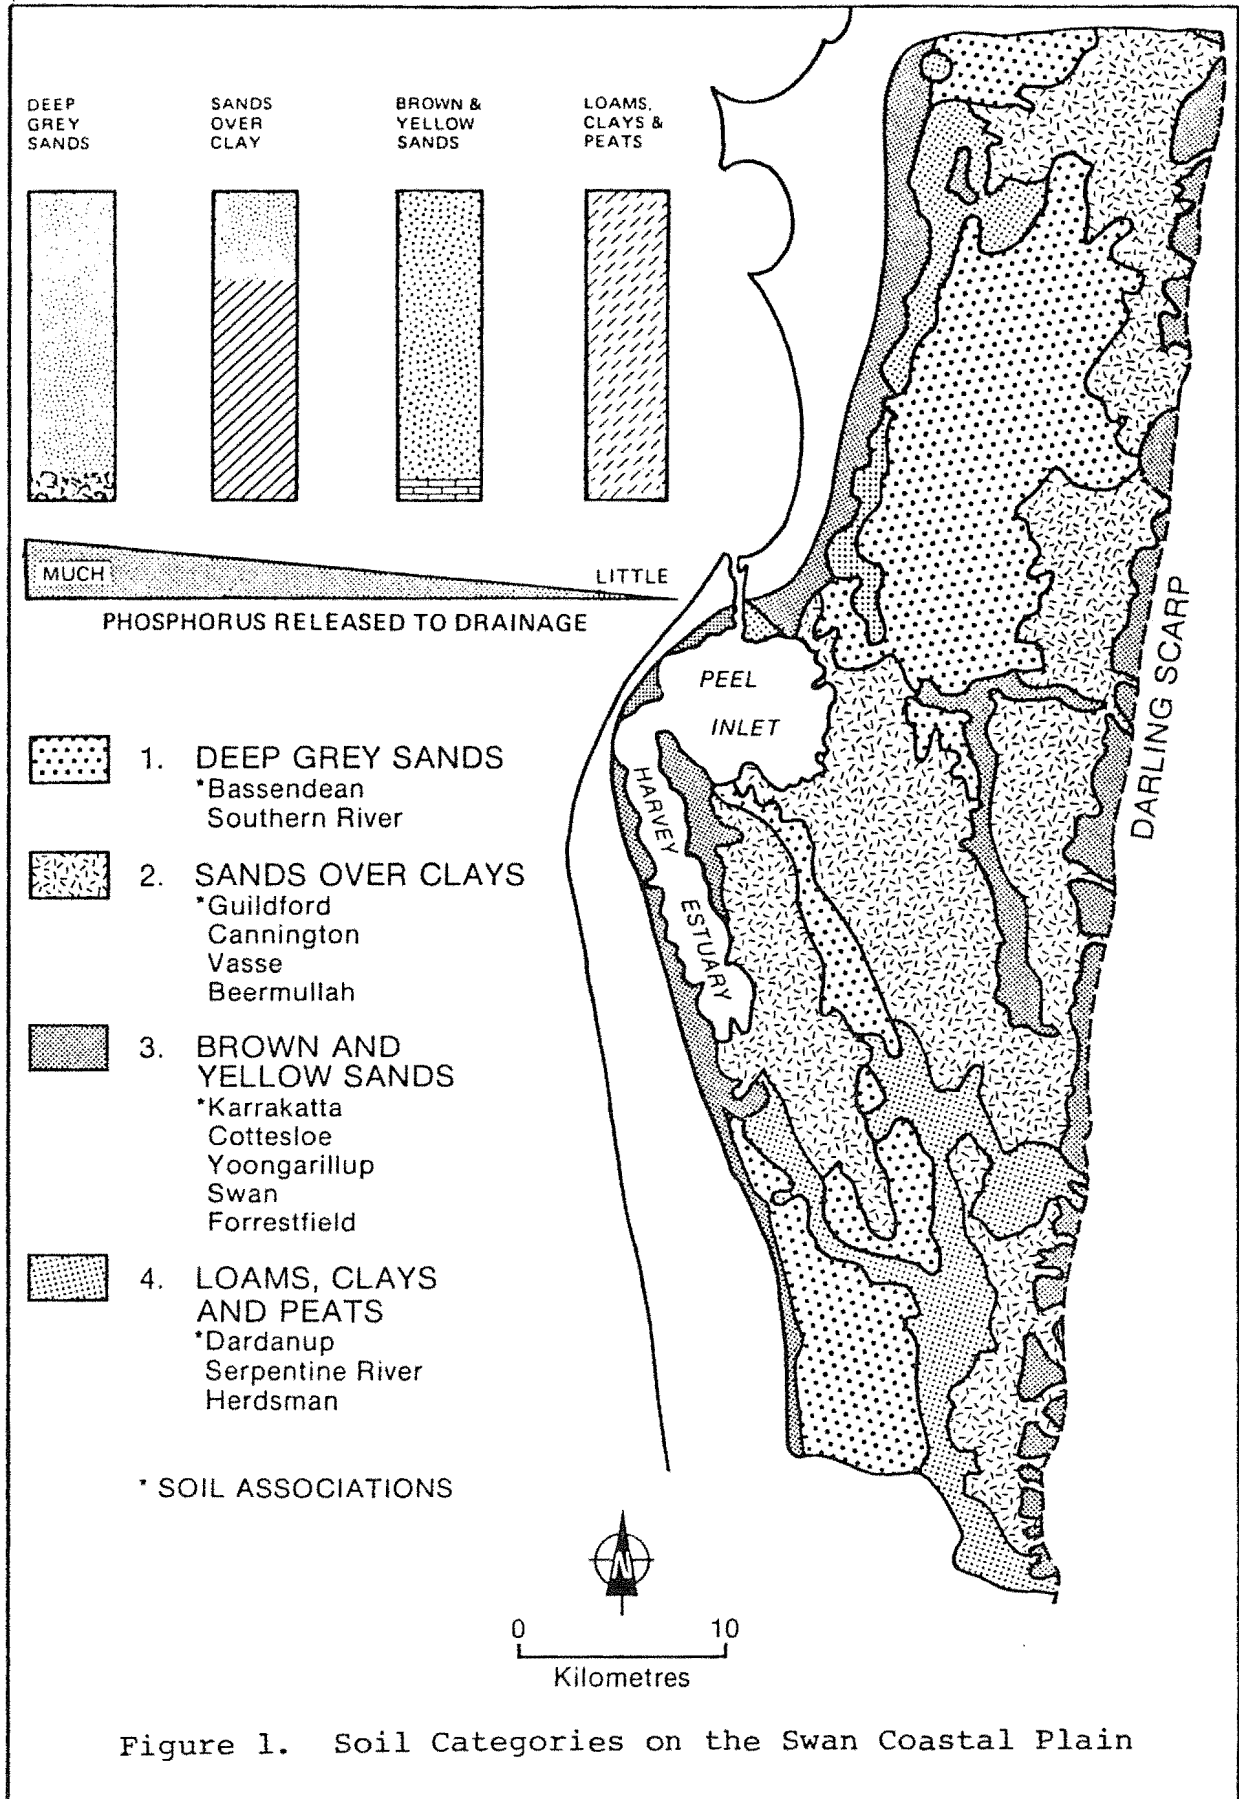 DEEP
GREY
SANDS
SANDS
OVER
CLAY
BROWN &
YELLOW
SANDS
LOAMS,
CLAYS &
PEATS
MUCH
LITTLE
PHOSPHORUS RELEASED TO DRAINAGE
PEEL
INLET
HARVEY
ESTUARY
DARLING SCARP
1. DEEP GREY SANDS
*Bassendean
Southern River
2. SANDS OVER CLAYS
*Guildford
Cannington
Vasse
Beermullah
3. BROWN AND
YELLOW SANDS
*Karrakatta
Cottesloe
Yoongarillup
Swan
Forrestfield
4. LOAMS, CLAYS
AND PEATS
*Dardanup
Serpentine River
Herdsman
* SOIL ASSOCIATIONS
N
0 10
Kilometres
Figure 1. Soil Categories on the Swan Coastal Plain